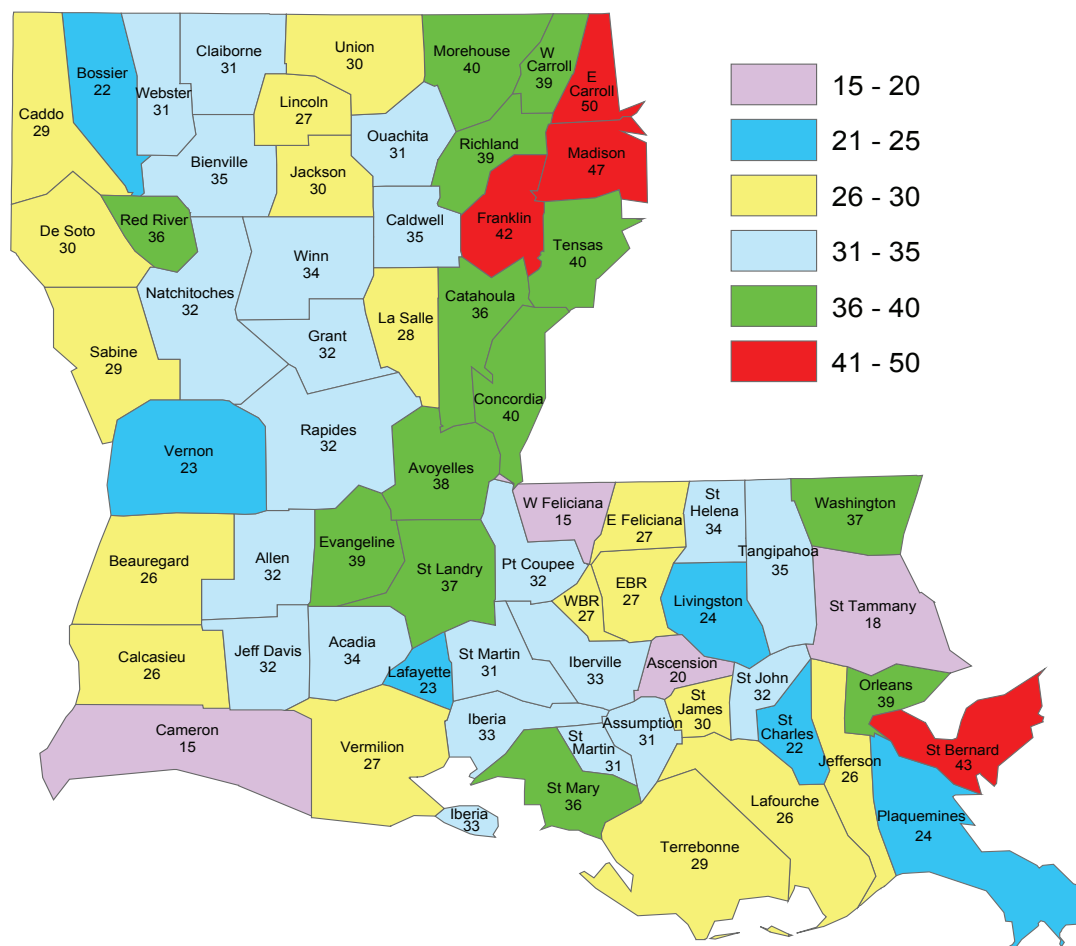 Caddo
29
Bossier
22
Webster
31
Claiborne
31
Union
30
Lincoln
27
Bienville
35
Jackson
30
Ouachita
31
Morehouse
40
W
Carroll
39
E
Carroll
50
Richland
39
Madison
47
Franklin
42
Tensas
40
Caldwell
35
De Soto
30
Red River
36
Winn
34
Natchitoches
32
Sabine
29
Grant
32
La Salle
28
Catahoula
36
Concordia
40
Vernon
23
Rapides
32
Avoyelles
38
Beauregard
26
Allen
32
Evangeline
39
St Landry
37
Pt Coupee
32
W Feliciana
15
E Feliciana
27
St
Helena
34
Tangipahoa
35
Washington
37
WBR
27
EBR
27
Livingston
24
St Tammany
18
Calcasieu
26
Jeff Davis
32
Acadia
34
Lafayette
23
St Martin
31
Iberville
33
Ascension
20
St John
32
Orleans
39
Cameron
15
Vermilion
27
Iberia
33
St
Martin
31
Assumption
31
St
James
30
St
Charles
22
Jefferson
26
St Bernard
43
Iberia
33
St Mary
36
Terrebonne
29
Lafourche
26
Plaquemines
24
15 - 20
21 - 25
26 - 30
31 - 35
36 - 40
41 - 50